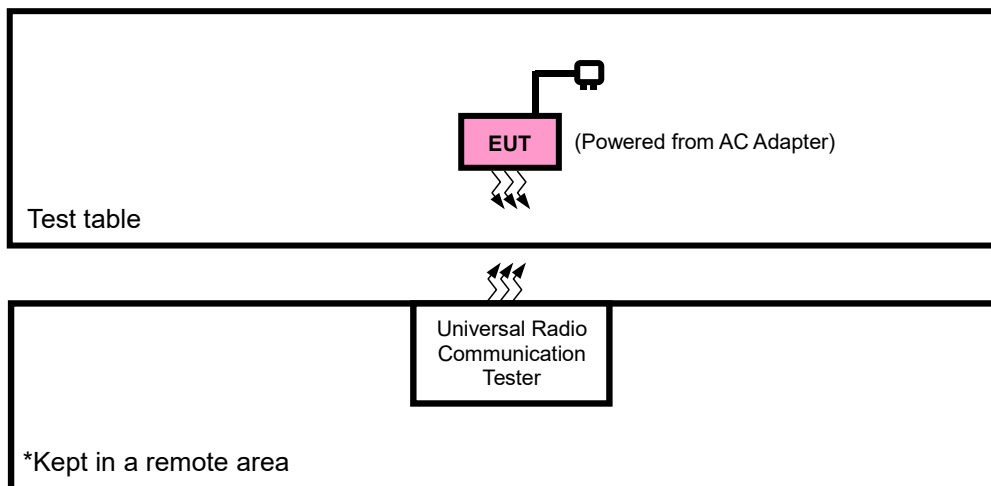 EUT
(Powered from AC Adapter)
Test table
Universal Radio
Communication
Tester
*Kept in a remote area